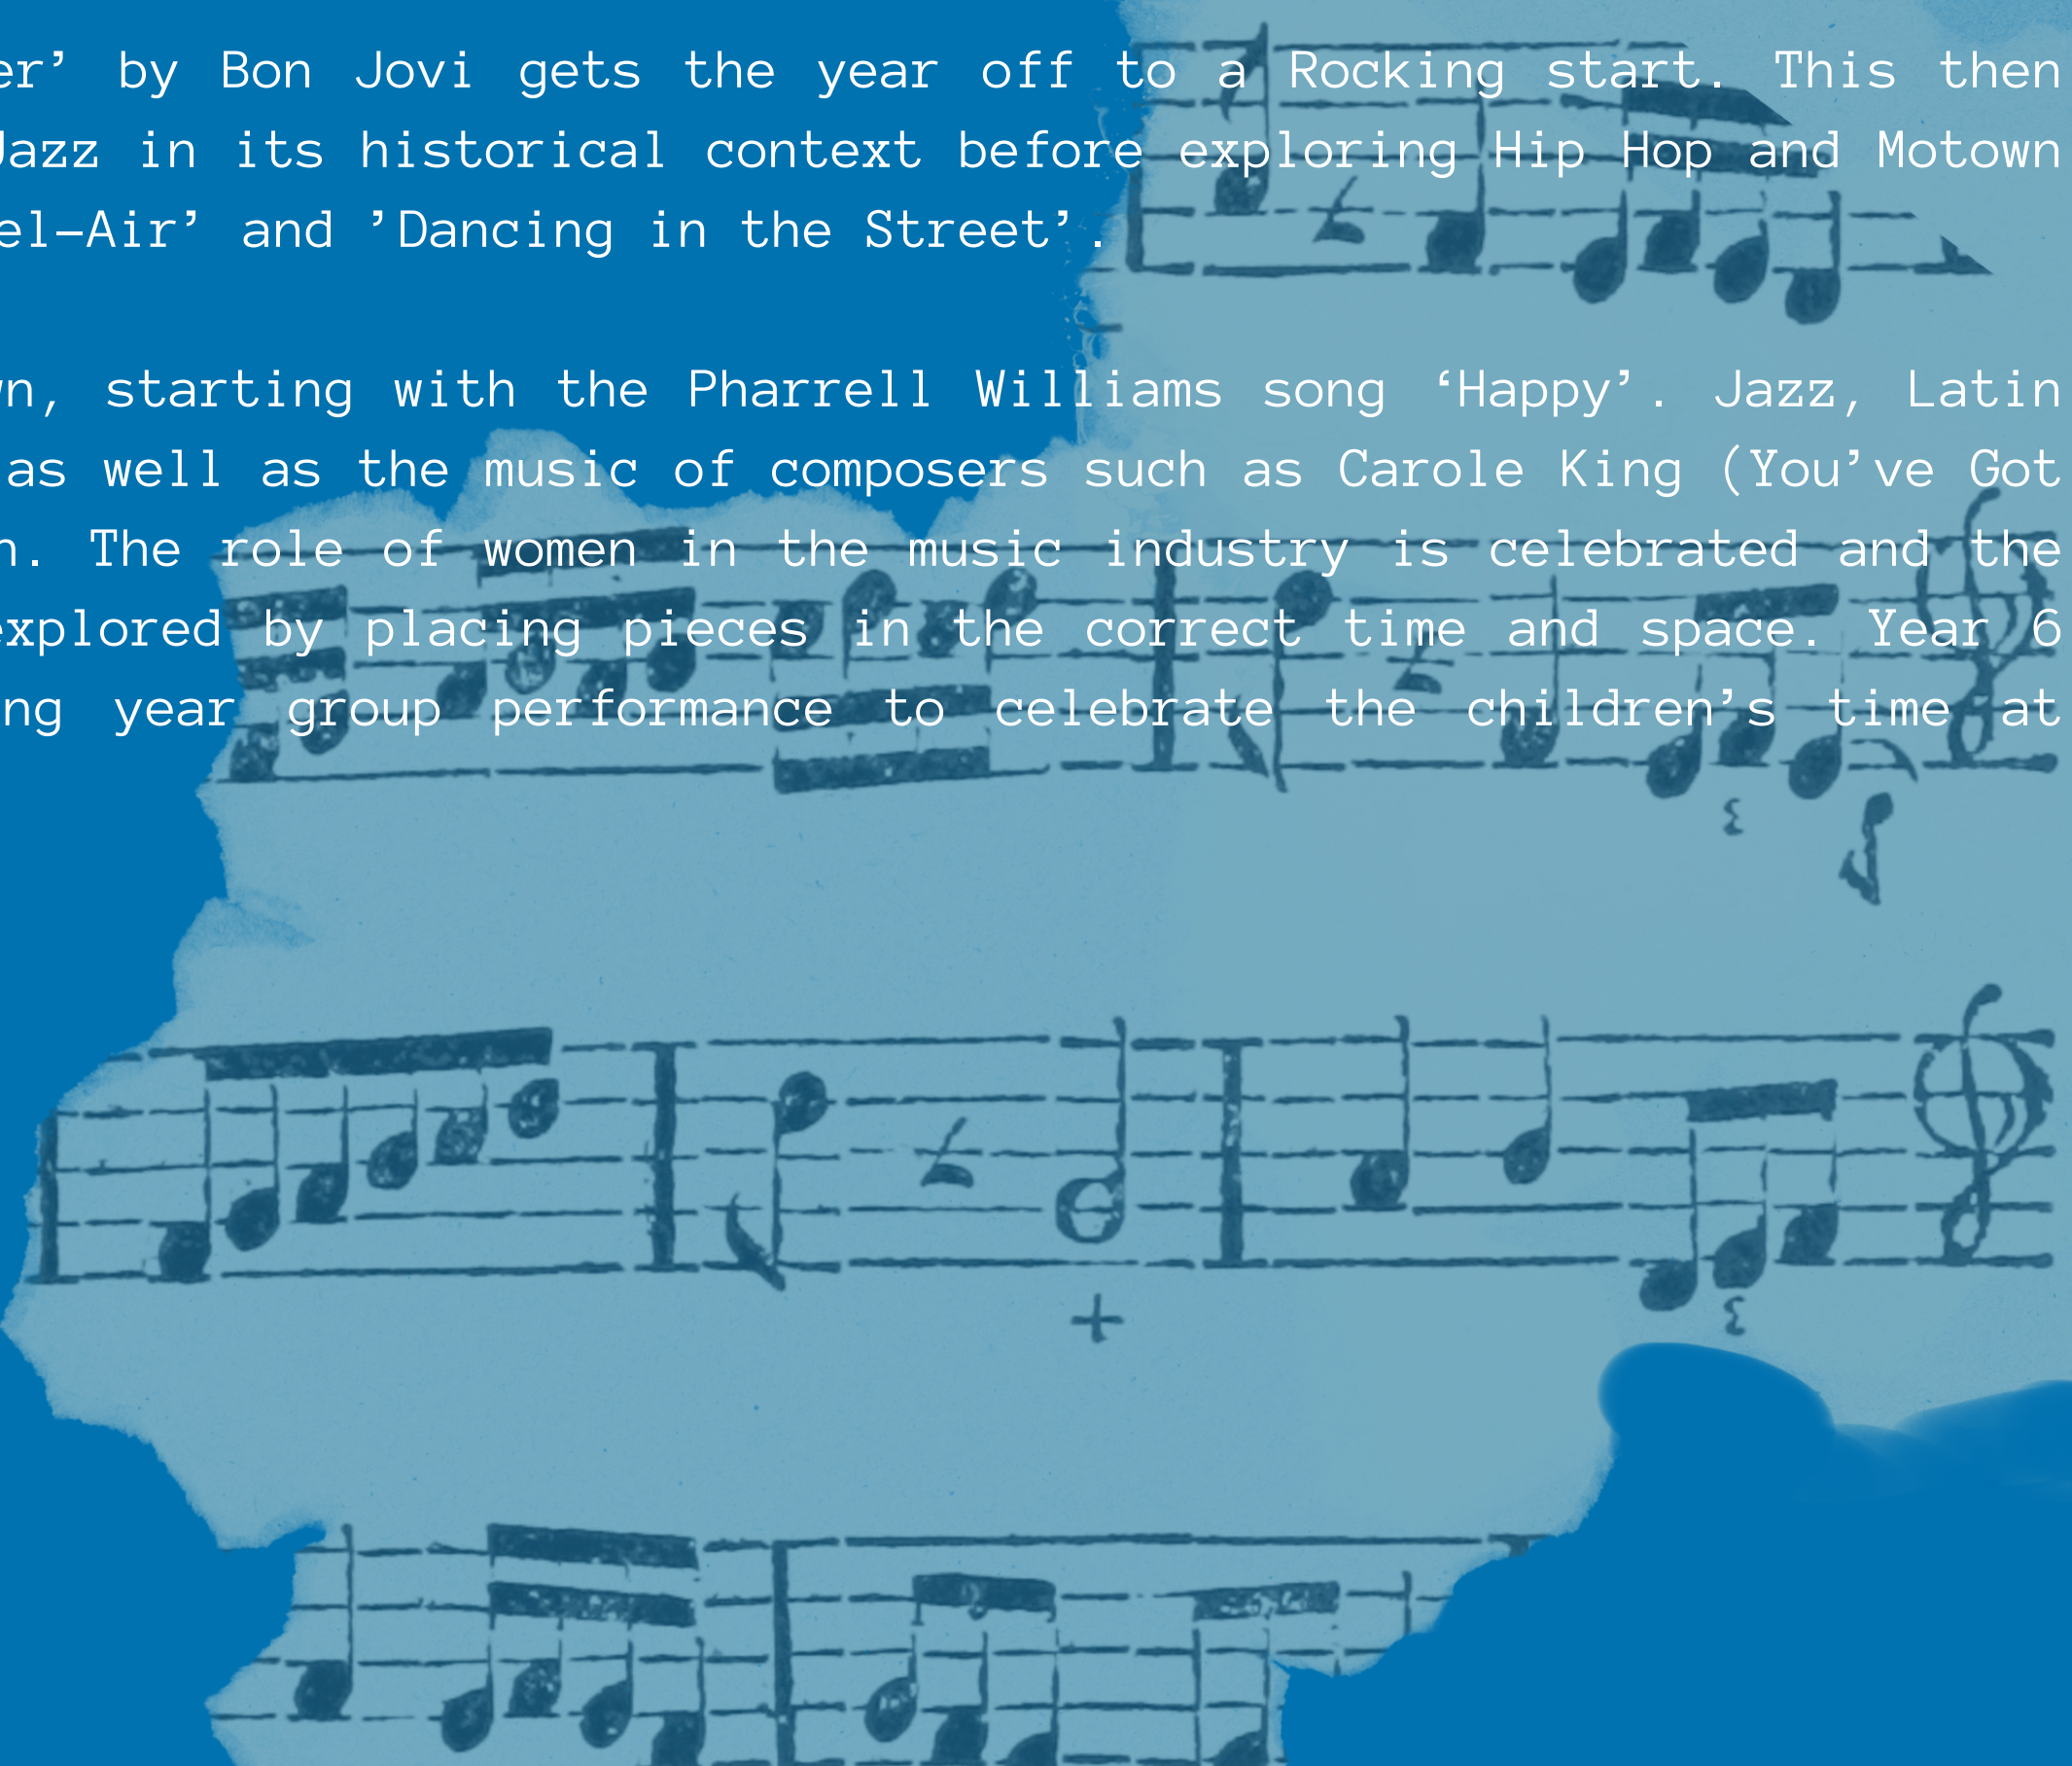 er’ by Bon Jovi gets the year off to a Rocking start. This then
Jazz in its historical context before exploring Hip Hop and Motown
el-Air’ and ’Dancing in the Street’.
wn, starting with the Pharrell Williams song ‘Happy’. Jazz, Latin
as well as the music of composers such as Carole King (You’ve Got
n. The role of women in the music industry is celebrated and the
explored by placing pieces in the correct time and space. Year 6
ng year group performance to celebrate the children’s time at